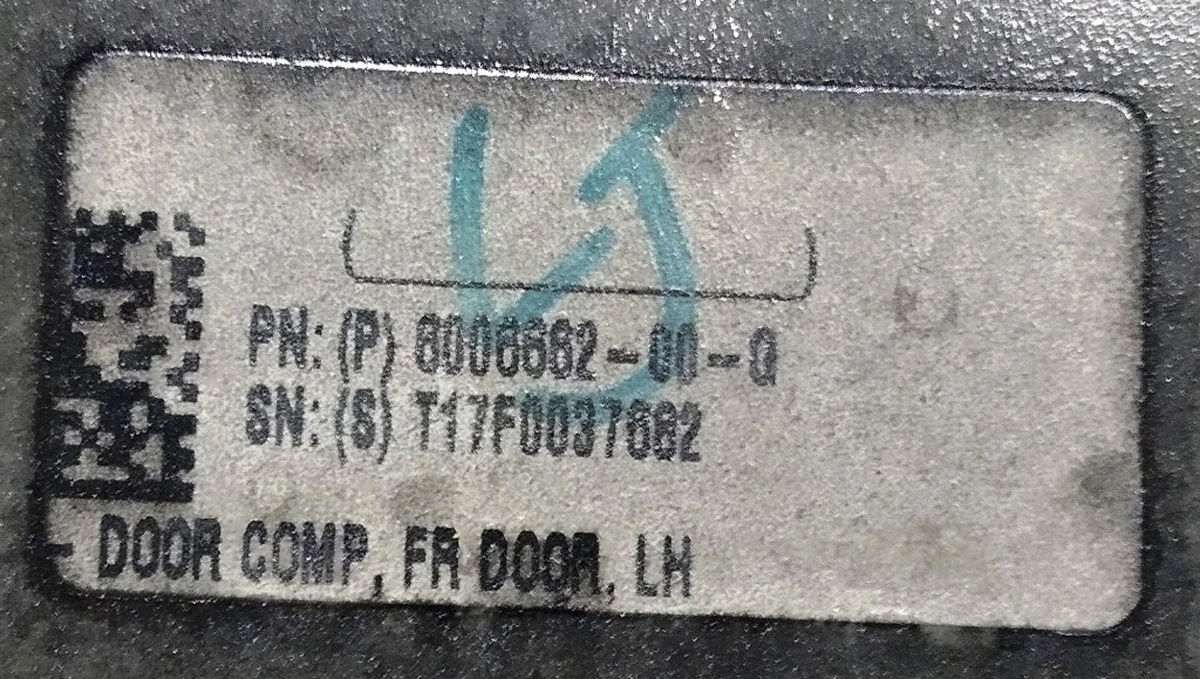 PN: (P) 6006662-00-Q
SN: (S) T17F0037662
DOOR COMP, FR DOOR, LH